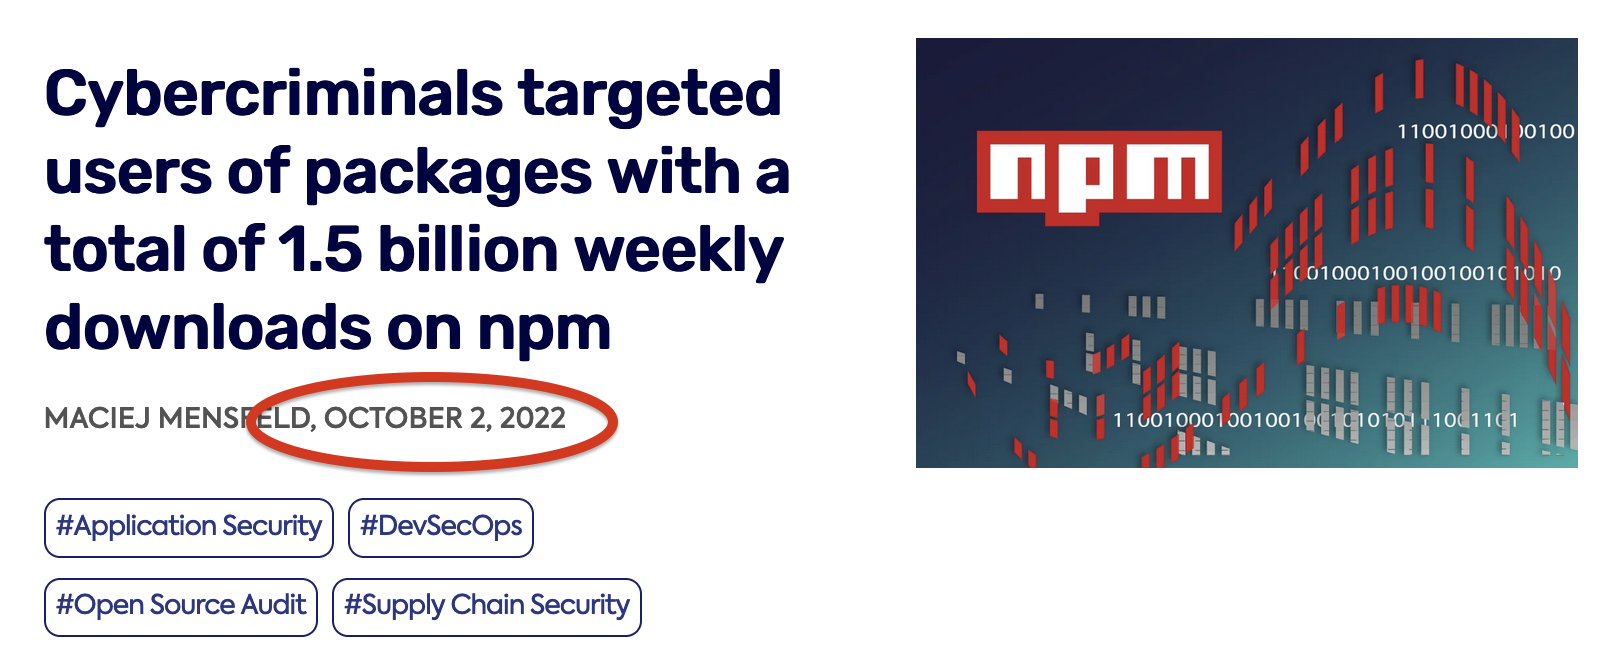 Cybercriminals targeted
users of packages with a
total of 1.5 billion weekly
downloads on npm
MACIEJ MENSFELD, OCTOBER 2, 2022
#Application Security
#DevSecOps
#Open Source Audit
#Supply Chain Security
npm